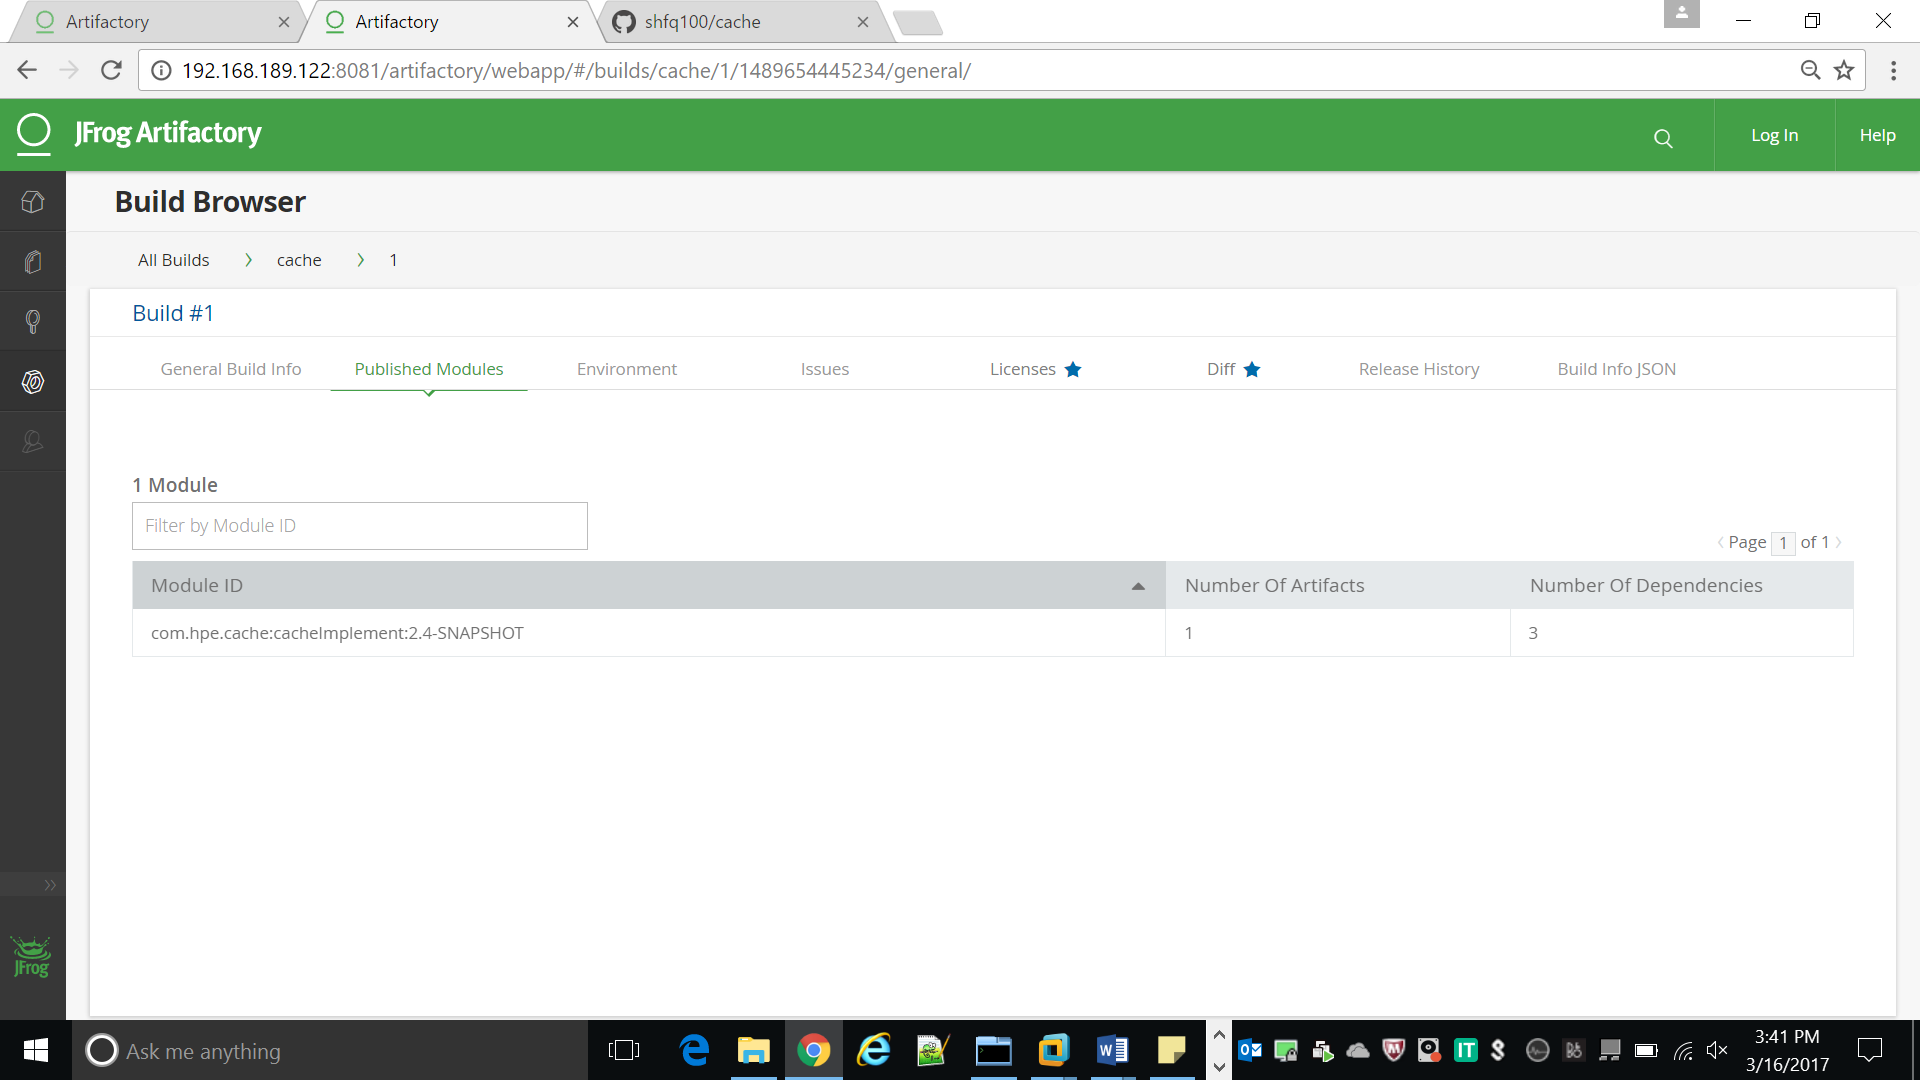 Artifactory
Artifactory
shfq100/cache
192.168.189.122:8081/artifactory/webapp/#/builds/cache/1/1489654445234/general/
JFrog Artifactory
Log In
Help
Build Browser
All Builds
cache
1
Build #1
General Build Info
Published Modules
Environment
Issues
Licenses
Diff
Release History
Build Info JSON
1 Module
Filter by Module ID
Page 1 of 1
Module ID
Number Of Artifacts
Number Of Dependencies
com.hpe.cache:cacheImplement:2.4-SNAPSHOT
1
3
JFrog
Ask me anything
IT
3:41 PM
3/16/2017